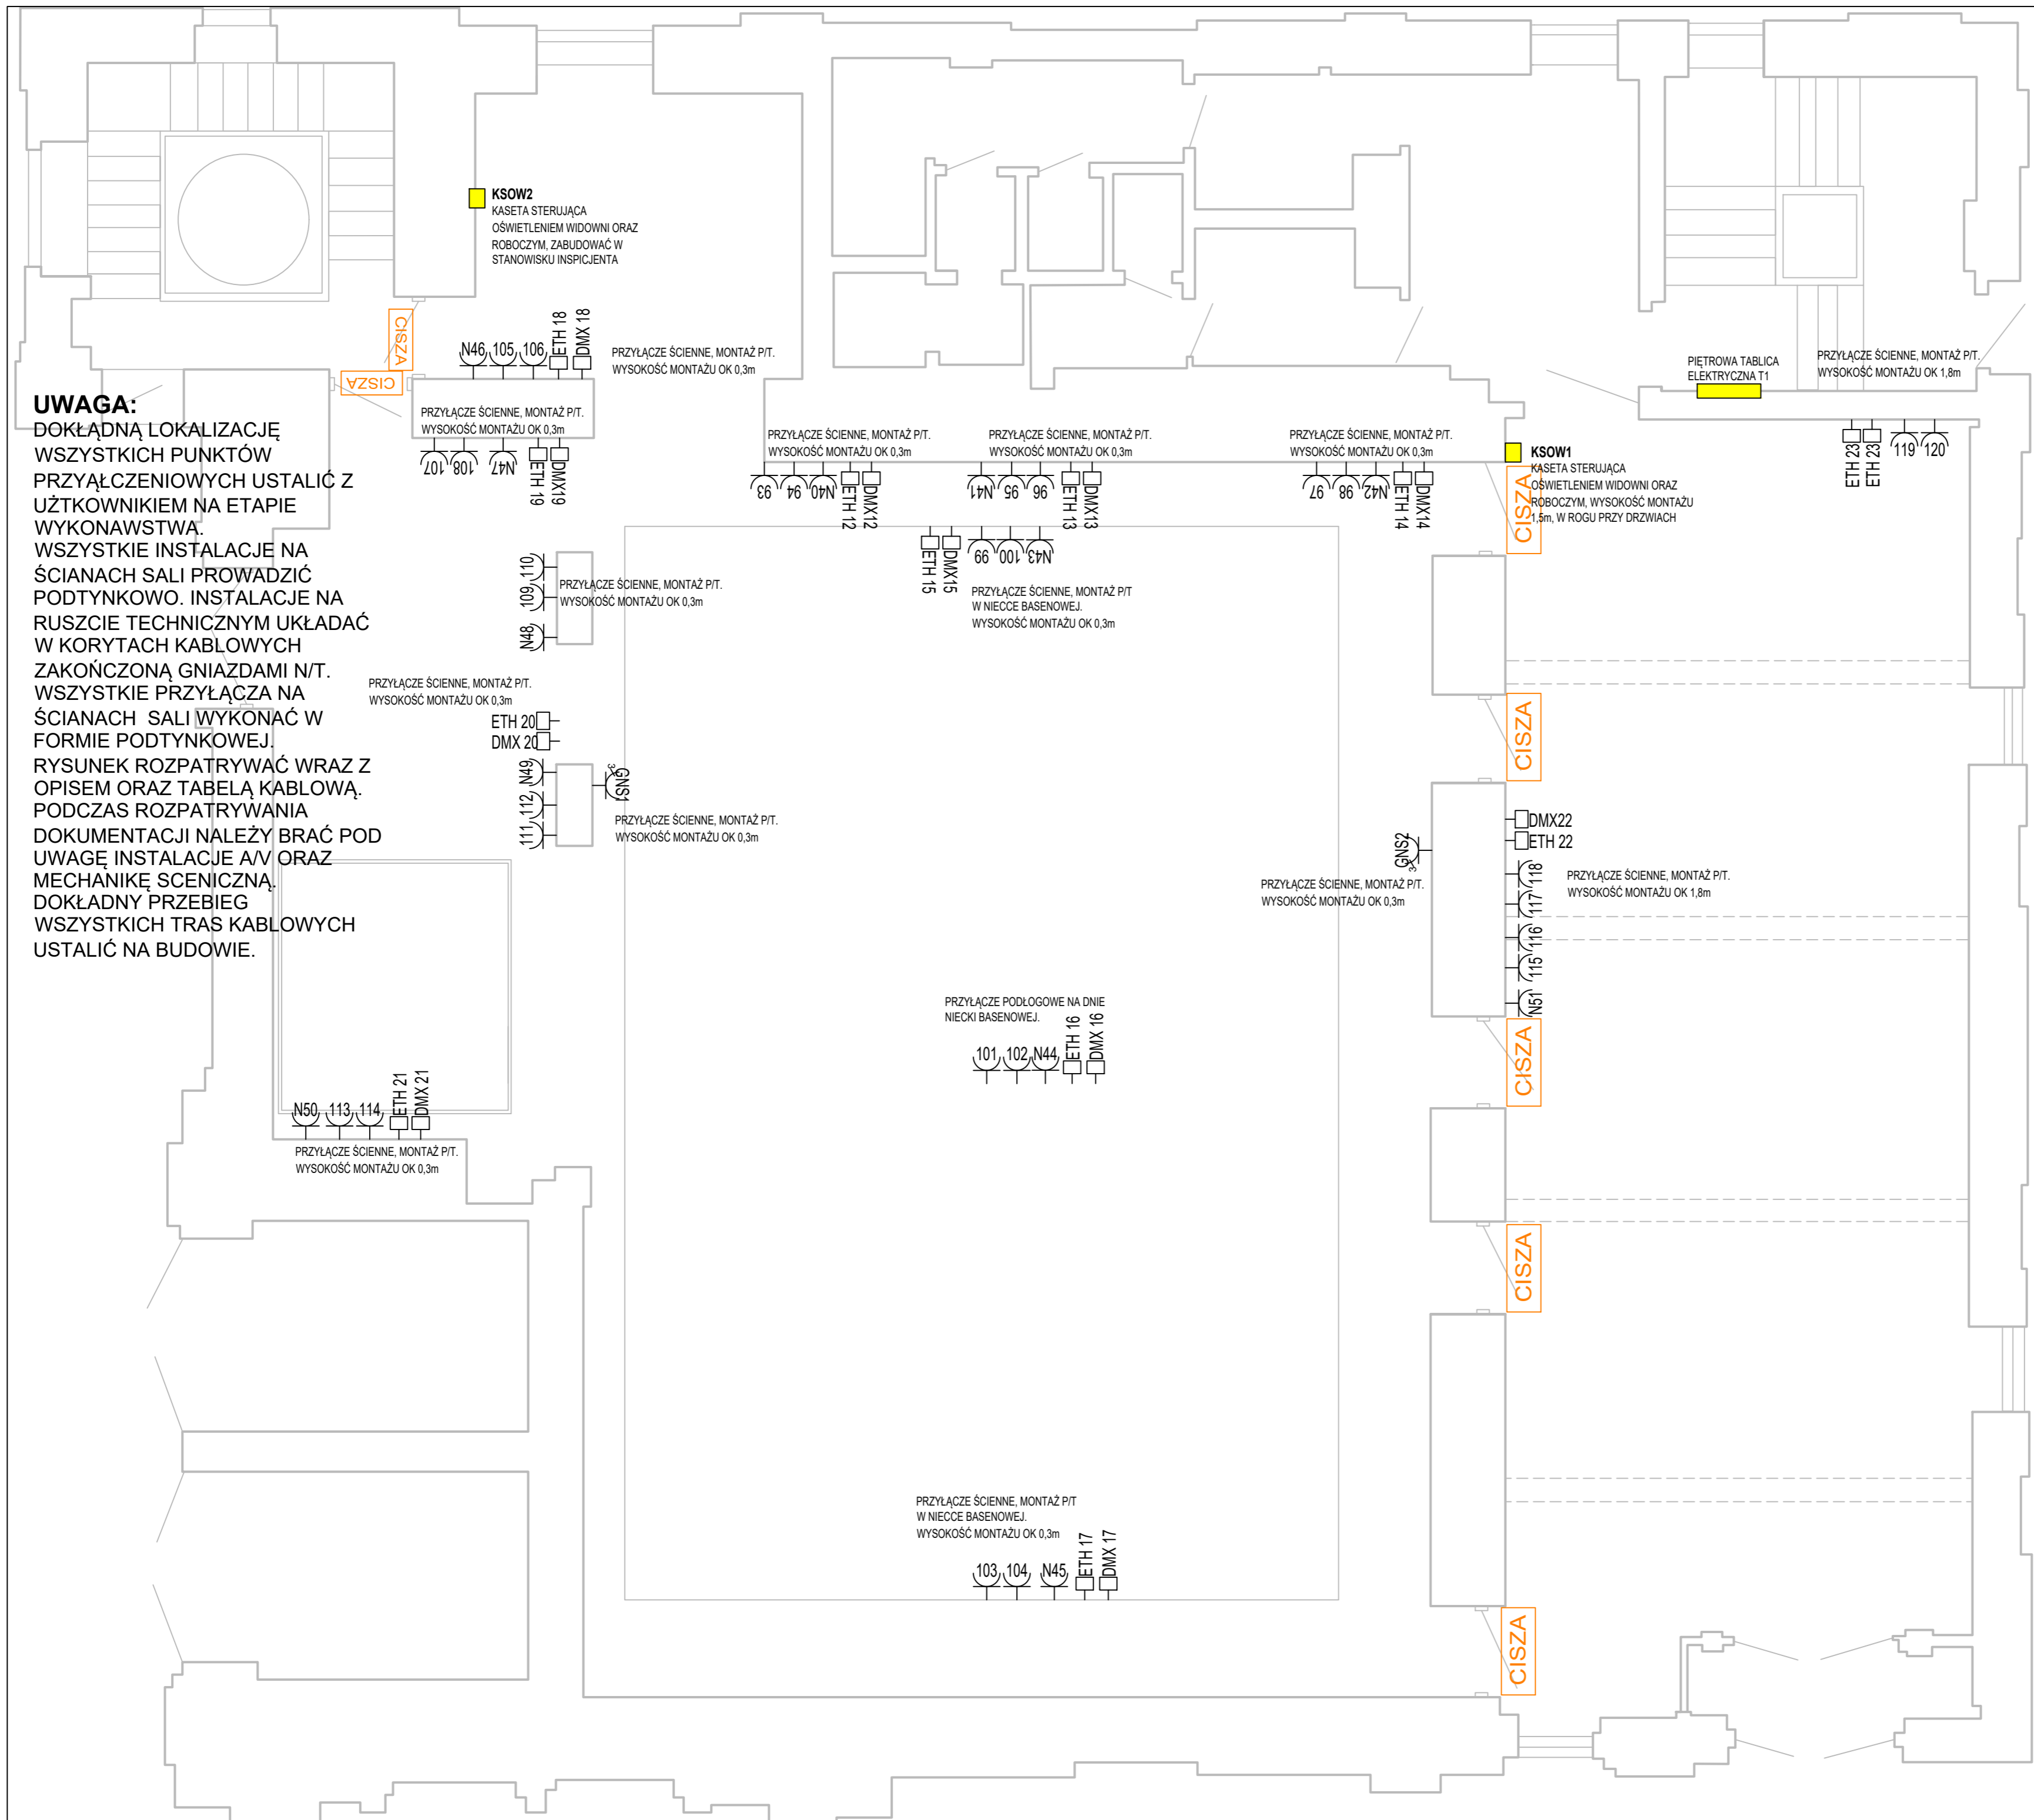 KSOW2
KASETA STERUJĄCA
OŚWIETLENIEM WIDOWNI ORAZ
ROBOCZYM, ZABUDOWAĆ W
STANOWISKU INSPICJENTA
CISZA
CISZA
N46 105 106 ETH 18 DMX 18
PRZYŁĄCZE ŚCIENNE, MONTAŻ P/T.
WYSOKOŚĆ MONTAŻU OK 0,3m
PRZYŁĄCZE ŚCIENNE, MONTAŻ P/T.
WYSOKOŚĆ MONTAŻU OK 0,3m
107 108 N47 ETH 19 DMX19
PIĘTROWA TABLICA
ELEKTRYCZNA T1
PRZYŁĄCZE ŚCIENNE, MONTAŻ P/T.
WYSOKOŚĆ MONTAŻU OK 1,8m
ETH 23 ETH 23 119 120
UWAGA:
DOKŁĄDNĄ LOKALIZACJĘ
WSZYSTKICH PUNKTÓW
PRZYĄŁCZENIOWYCH USTALIĆ Z
UŻTKOWNIKIEM NA ETAPIE
WYKONAWSTWA.
WSZYSTKIE INSTALACJE NA
ŚCIANACH SALI PROWADZIĆ
PODTYNKOWO. INSTALACJE NA
RUSZCIE TECHNICZNYM UKŁADAĆ
W KORYTACH KABLOWYCH
ZAKOŃCZONĄ GNIAZDAMI N/T.
WSZYSTKIE PRZYŁĄCZA NA
ŚCIANACH SALI WYKONAĆ W
FORMIE PODTYNKOWEJ.
RYSUNEK ROZPATRYWAĆ WRAZ Z
OPISEM ORAZ TABELĄ KABLOWĄ.
PODCZAS ROZPATRYWANIA
DOKUMENTACJI NALEŻY BRAĆ POD
UWAGĘ INSTALACJE A/V ORAZ
MECHANIKĘ SCENICZNĄ.
DOKŁADNY PRZEBIEG
WSZYSTKICH TRAS KABLOWYCH
USTALIĆ NA BUDOWIE.
PRZYŁĄCZE ŚCIENNE, MONTAŻ P/T.
WYSOKOŚĆ MONTAŻU OK 0,3m
93 94 N40 ETH 12 DMX12
PRZYŁĄCZE ŚCIENNE, MONTAŻ P/T.
WYSOKOŚĆ MONTAŻU OK 0,3m
N41 95 96 ETH 13 DMX13
PRZYŁĄCZE ŚCIENNE, MONTAŻ P/T.
WYSOKOŚĆ MONTAŻU OK 0,3m
97 98 N42 ETH 14 DMX14
KSOW1
KASETA STERUJĄCA
OŚWIETLENIEM WIDOWNI ORAZ
ROBOCZYM, WYSOKOŚĆ MONTAŻU
1,5m, W ROGU PRZY DRZWIACH
CISZA
ETH 15 DMX15 99 100 N43
PRZYŁĄCZE ŚCIENNE, MONTAŻ P/T
W NIECCE BASENOWEJ.
WYSOKOŚĆ MONTAŻU OK 0,3m
110
109
N48
PRZYŁĄCZE ŚCIENNE, MONTAŻ P/T.
WYSOKOŚĆ MONTAŻU OK 0,3m
PRZYŁĄCZE ŚCIENNE, MONTAŻ P/T.
WYSOKOŚĆ MONTAŻU OK 0,3m
ETH 20
DMX 20
N49
112
111
3~
GNS1
PRZYŁĄCZE ŚCIENNE, MONTAŻ P/T.
WYSOKOŚĆ MONTAŻU OK 0,3m
CISZA
GNS2
3~
PRZYŁĄCZE ŚCIENNE, MONTAŻ P/T.
WYSOKOŚĆ MONTAŻU OK 0,3m
DMX22
ETH 22
118
117
116
115
N51
PRZYŁĄCZE ŚCIENNE, MONTAŻ P/T.
WYSOKOŚĆ MONTAŻU OK 1,8m
CISZA
PRZYŁĄCZE PODŁOGOWE NA DNIE
NIECKI BASENOWEJ.
101 102 N44 ETH 16 DMX 16
N50 113 114 ETH 21 DMX 21
PRZYŁĄCZE ŚCIENNE, MONTAŻ P/T.
WYSOKOŚĆ MONTAŻU OK 0,3m
CISZA
PRZYŁĄCZE ŚCIENNE, MONTAŻ P/T
W NIECCE BASENOWEJ.
WYSOKOŚĆ MONTAŻU OK 0,3m
103 104 N45 ETH 17 DMX 17
CISZA